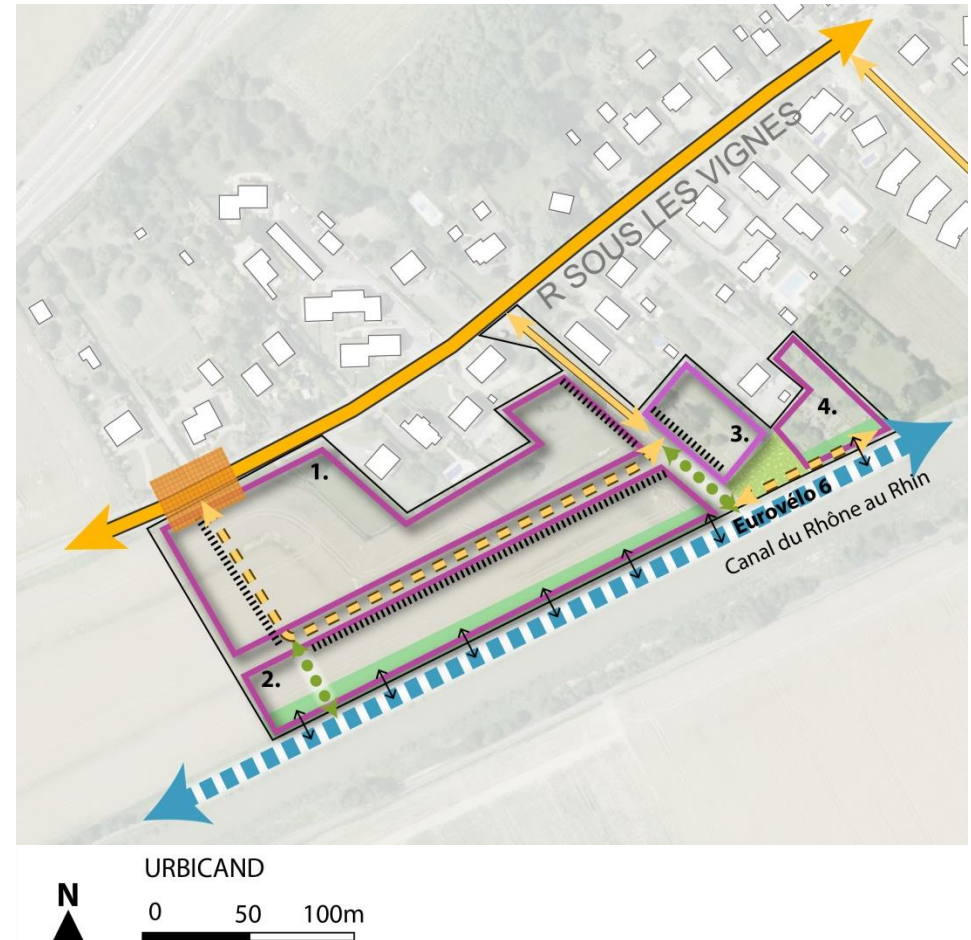 R SOUS LES VIGNES
1.
3.
4.
2.
Eurovélo 6
Canal du Rhône au Rhin
URBICAND
N
0 50 100m